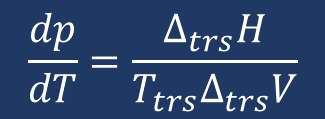 dp/dT = Δ_trs H / T_trs Δ_trs V